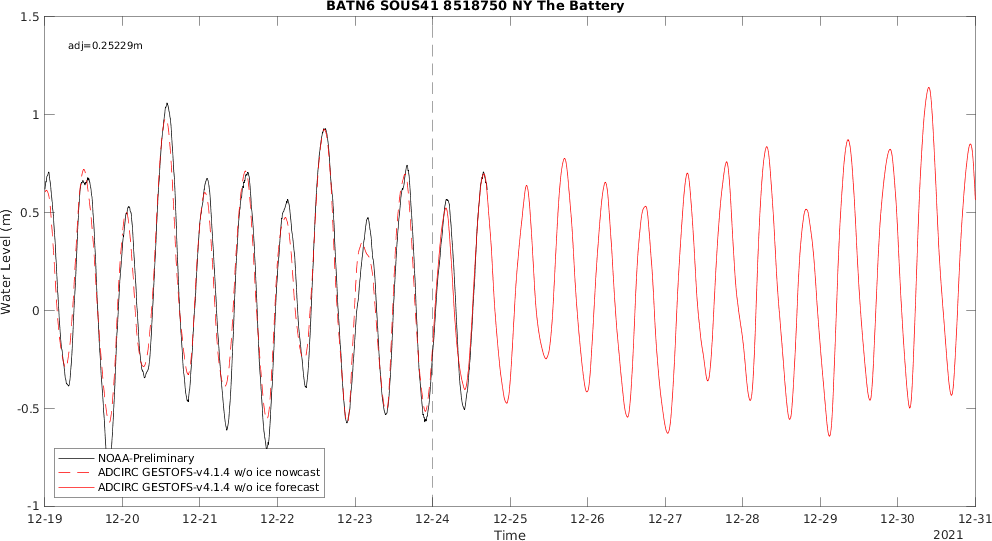 BATN6 SOUS41 8518750 NY The Battery
1.5
adj=0.25229m
1
0.5
0
-0.5
-1
Water Level (m)
NOAA-Preliminary
ADCIRC GESTOFS-v4.1.4 w/o ice nowcast
ADCIRC GESTOFS-v4.1.4 w/o ice forecast
12-19 12-20 12-21 12-22 12-23 12-24 12-25 12-26 12-27 12-28 12-29 12-30 12-31
Time
2021